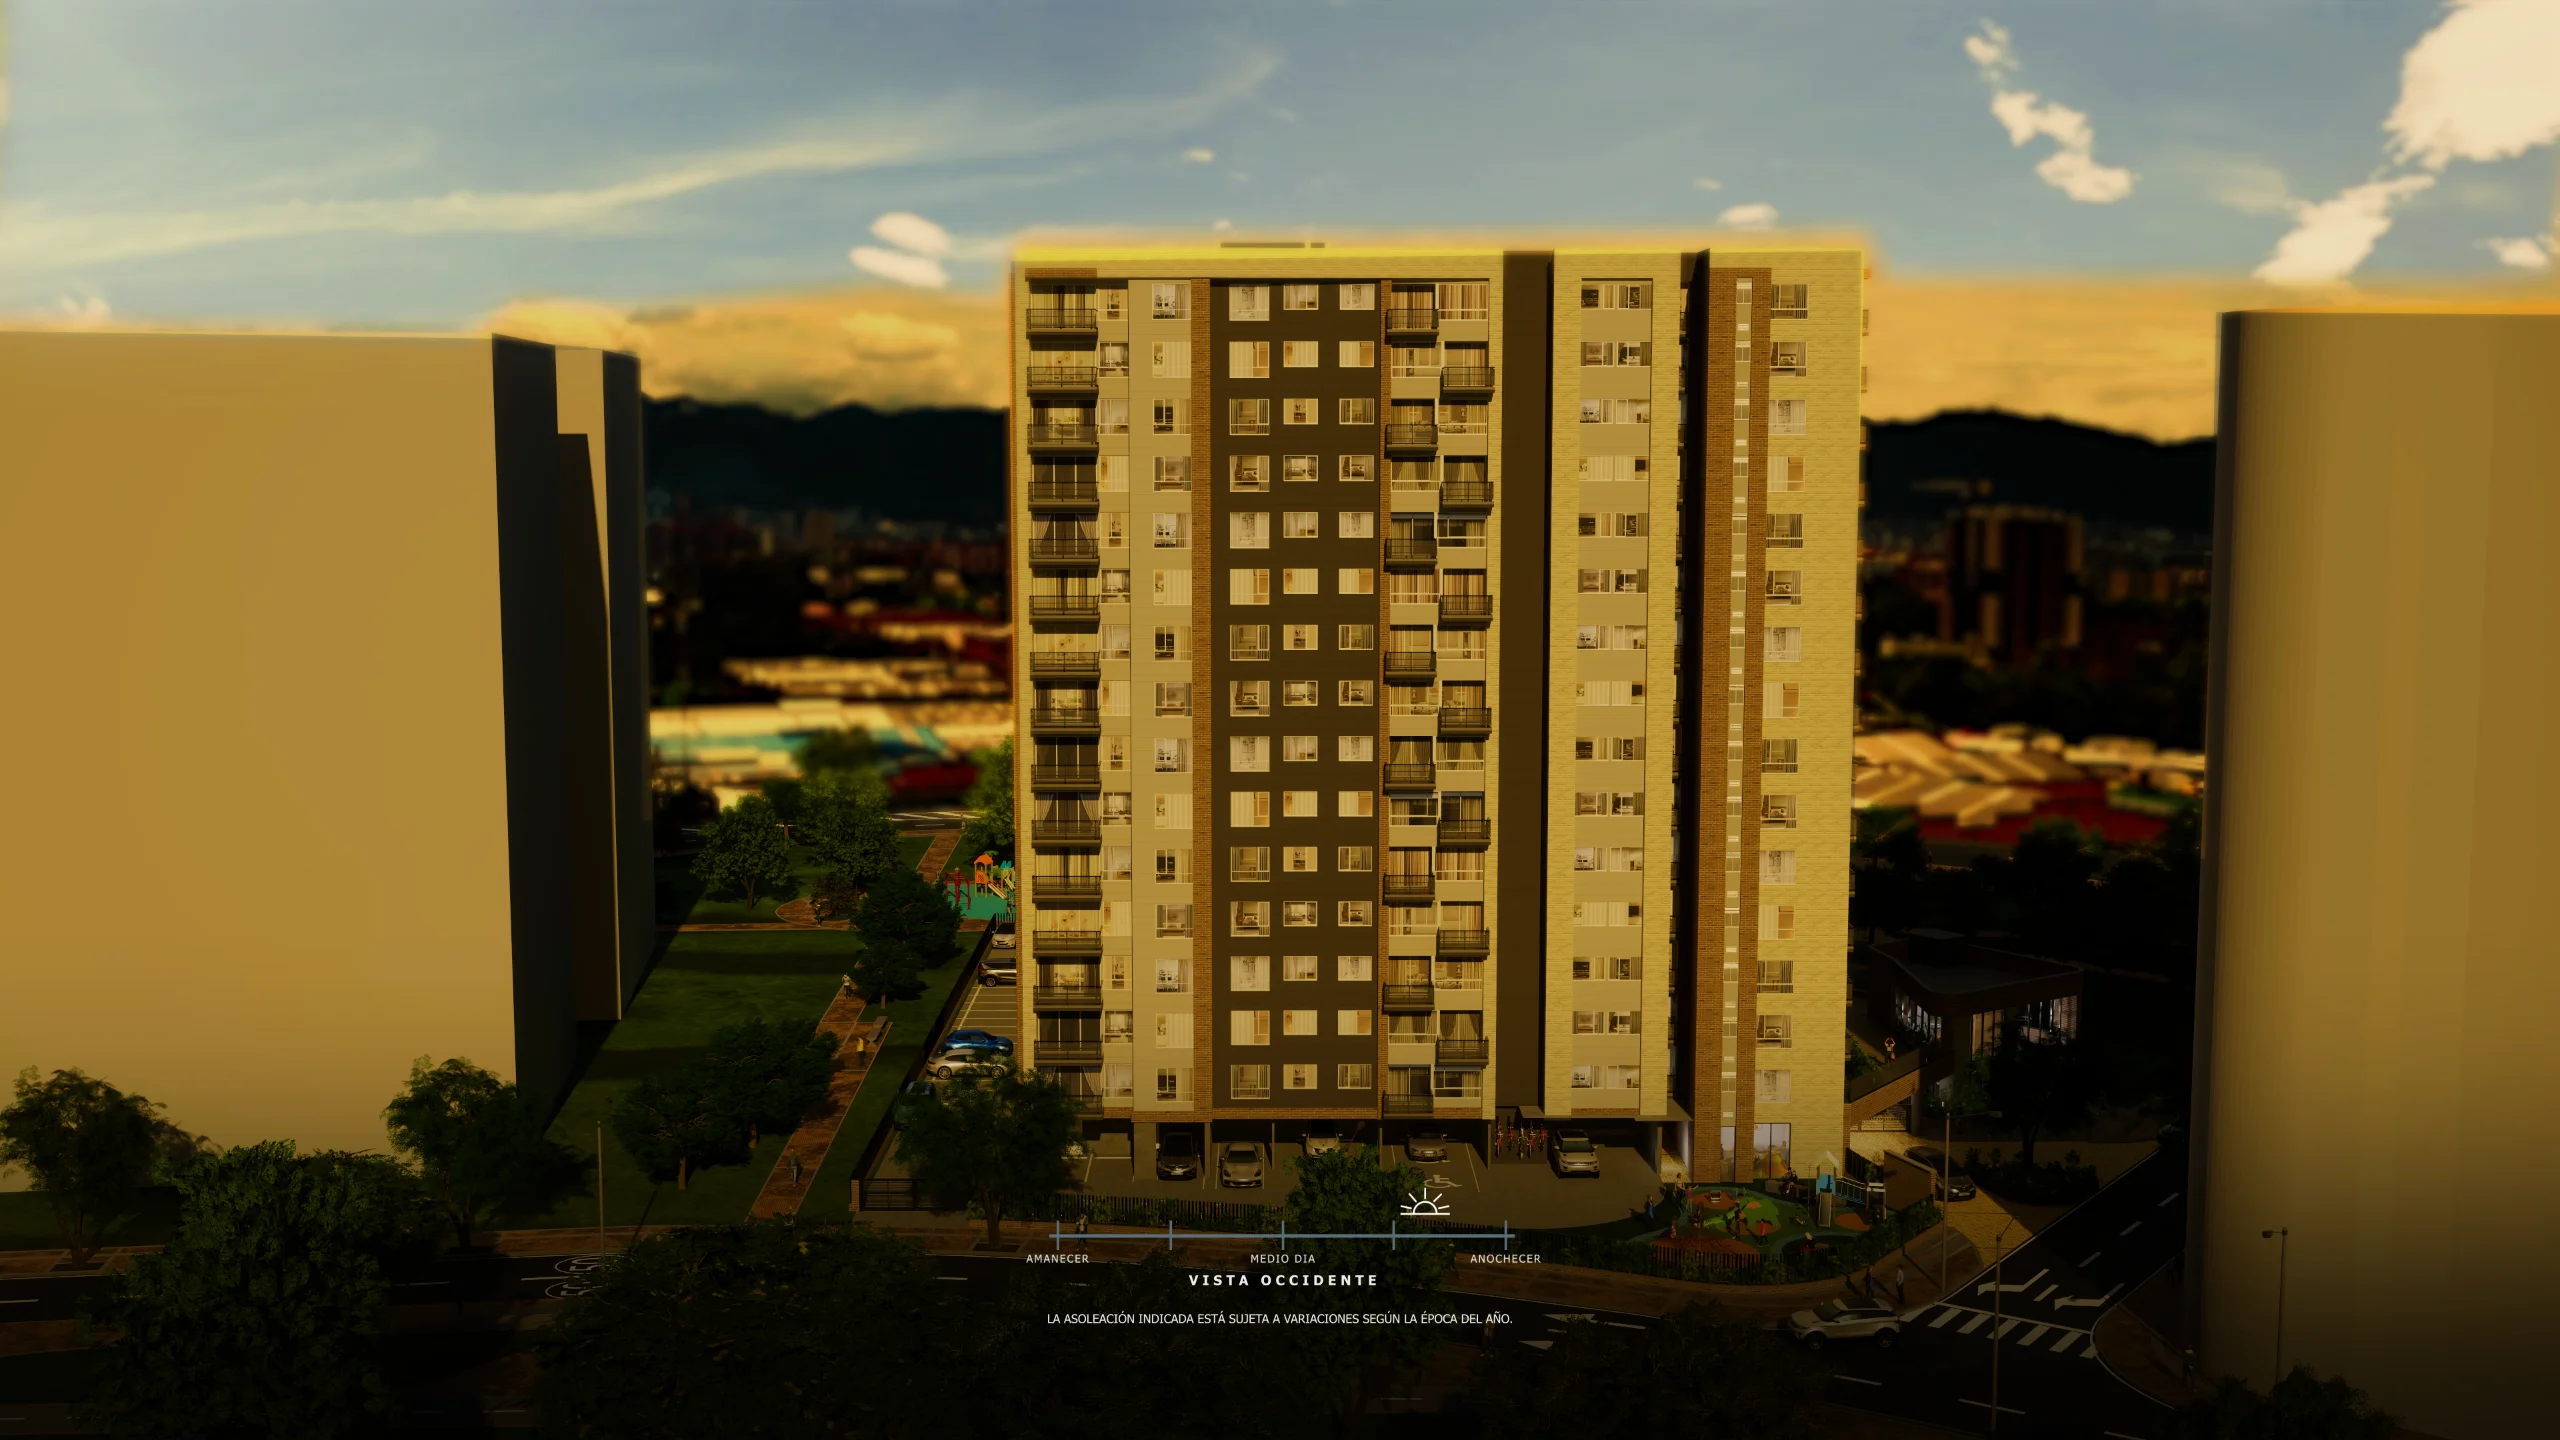 AMANECER MEDIO DIA ANOCHECER
VISTA OCCIDENTE
LA ASOLEACIÓN INDICADA ESTÁ SUJETA A VARIACIONES SEGÚN LA ÉPOCA DEL AÑO.